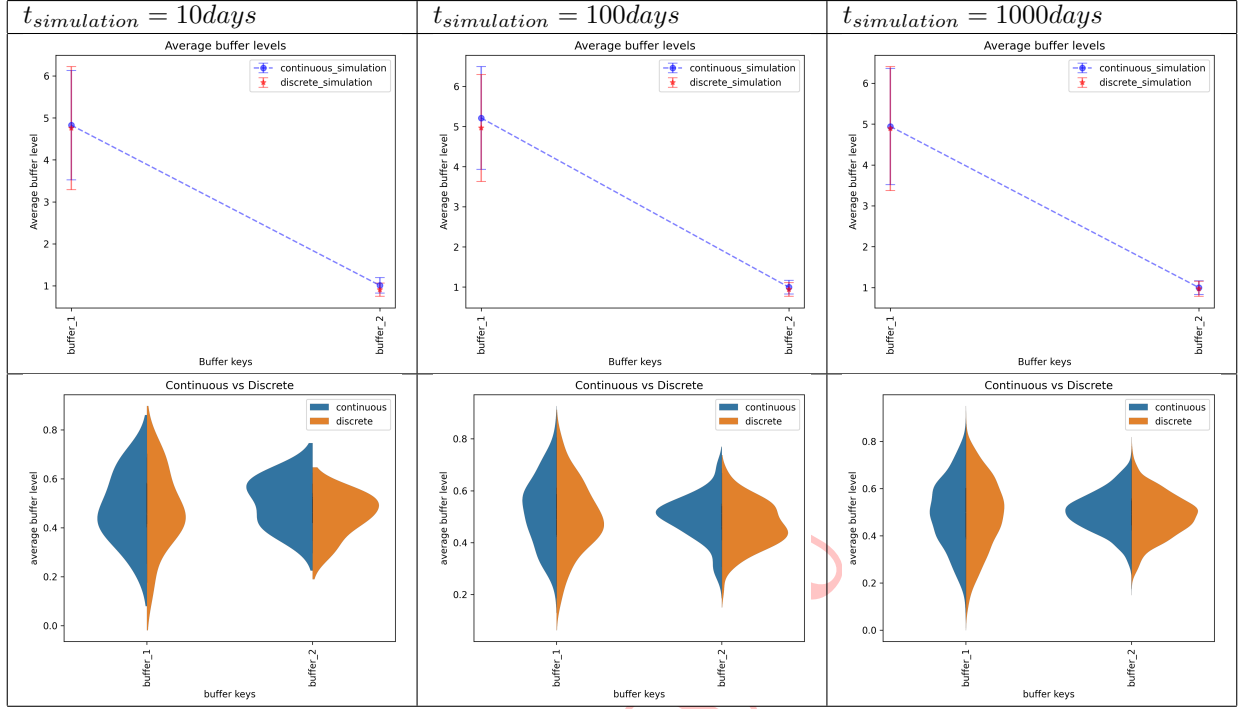 t_simulation = 10days
t_simulation = 100days
t_simulation = 1000days
Average buffer levels
continuous_simulation
discrete_simulation
Average buffer level
6
5
4
3
2
1
buffer_1
buffer_2
Buffer keys
Average buffer levels
continuous_simulation
discrete_simulation
Average buffer level
6
5
4
3
2
1
buffer_1
buffer_2
Buffer keys
Average buffer levels
continuous_simulation
discrete_simulation
Average buffer level
6
5
4
3
2
1
buffer_1
buffer_2
Buffer keys
Continuous vs Discrete
continuous
discrete
average buffer level
0.8
0.6
0.4
0.2
0.0
buffer_1
buffer_2
buffer keys
Continuous vs Discrete
continuous
discrete
average buffer level
0.8
0.6
0.4
0.2
buffer_1
buffer_2
buffer keys
Continuous vs Discrete
continuous
discrete
average buffer level
0.8
0.6
0.4
0.2
0.0
buffer_1
buffer_2
buffer keys